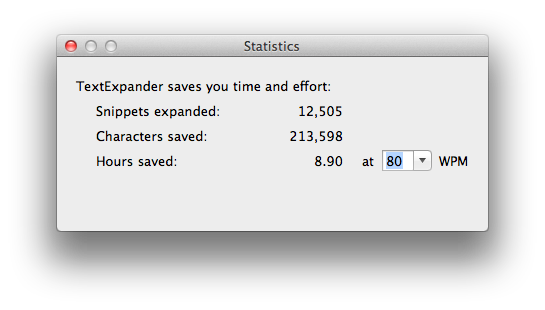 Statistics
TextExpander saves you time and effort:
Snippets expanded: 12,505
Characters saved: 213,598
Hours saved: 8.90 at 80 WPM